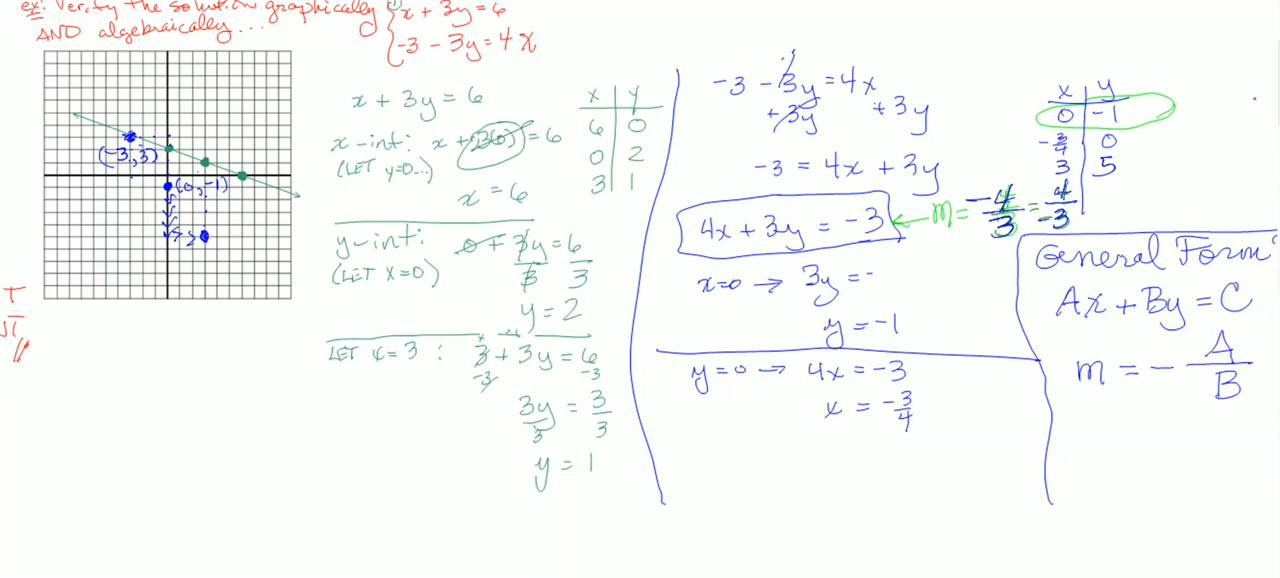 ex: Verify the solution graphically
AND algebraically...
x + 3y = 6
-3 - 3y = 4x
(-3, 3)
(0, -1)
x + 3y = 6
x-int: x + 3(0) = 6
(LET y=0...)
x = 6
y-int: 0 + 3y = 6
(LET x=0)
3 3
y = 2
LET x = 3 : 3 + 3y = 6
-3 -3
3y = 3
3 3
y = 1
x y
6 0
0 2
3 1
-3 - 3y = 4x
+3y +3y
-3 = 4x + 3y
4x + 3y = -3
m = -4/3 = 4/-3
x=0 → 3y = -
y = -1
y=0 → 4x = -3
x = -3/4
x y
0 -1
-3/4 0
3 5
General Form
Ax + By = C
m = - A/B